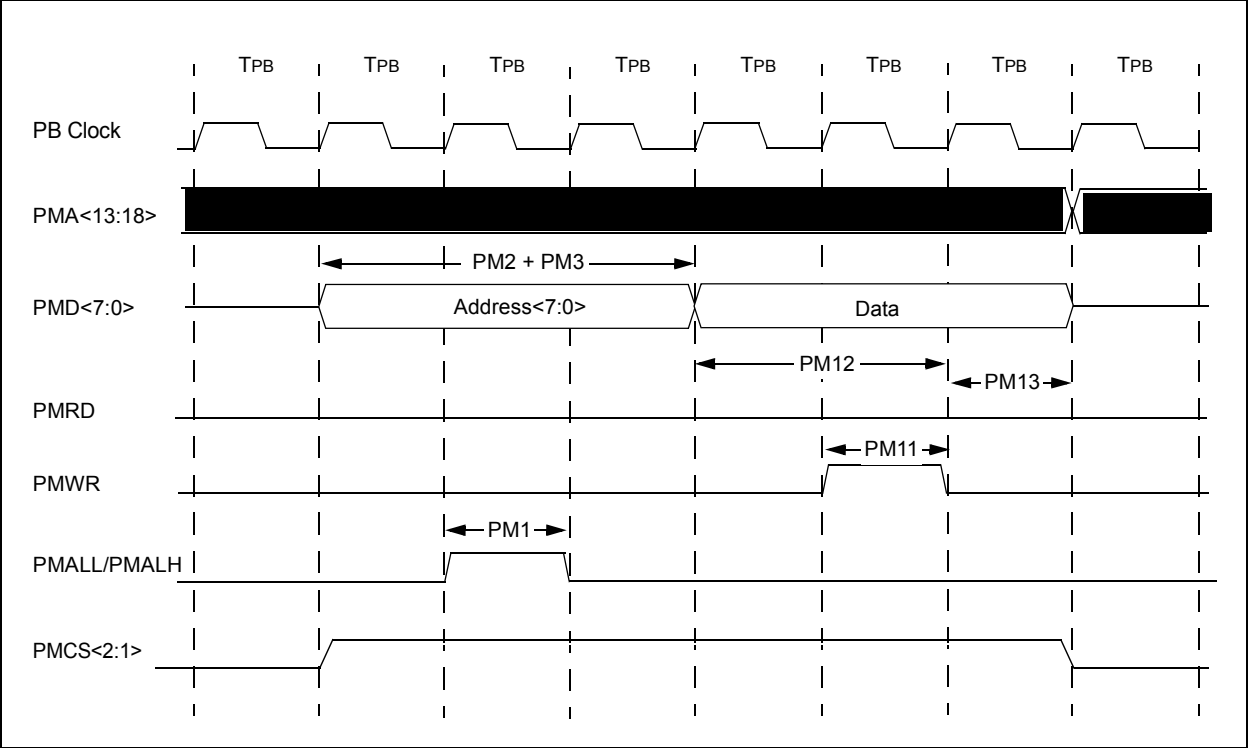 TPB TPB TPB TPB TPB TPB TPB TPB
PB Clock
PMA<13:18>
PM2 + PM3
PMD<7:0>
Address<7:0>
Data
PM12
PM13
PMRD
PM11
PMWR
PM1
PMALL/PMALH
PMCS<2:1>